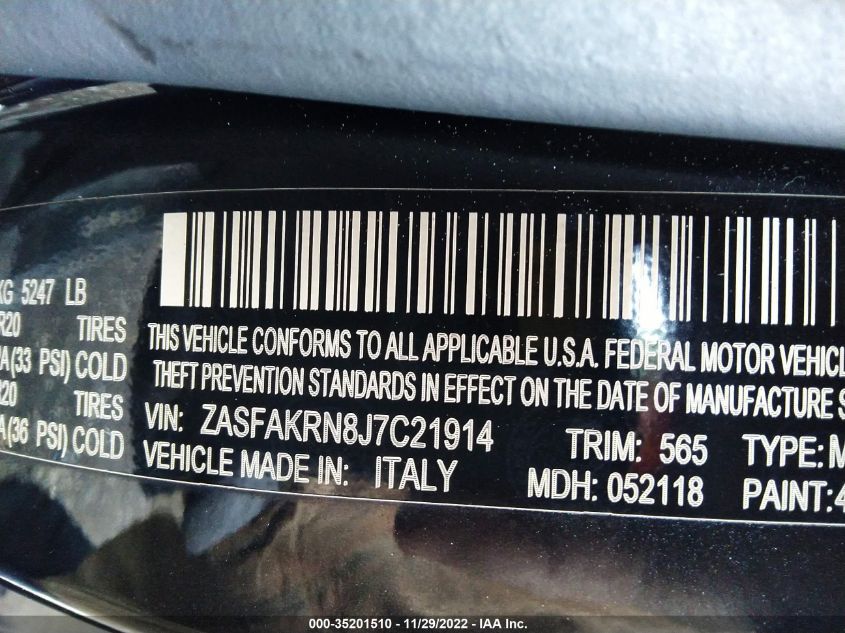 KG 5247 LB
R20 TIRES
(33 PSI) COLD
R20 TIRES
(36 PSI) COLD
THIS VEHICLE CONFORMS TO ALL APPLICABLE U.S.A. FEDERAL MOTOR VEHICL
THEFT PREVENTION STANDARDS IN EFFECT ON THE DATE OF MANUFACTURE S
VIN: ZASFAKRN8J7C21914 TRIM: 565 TYPE: M
VEHICLE MADE IN: ITALY MDH: 052118 PAINT: 4
000-35201510 - 11/29/2022 - IAA Inc.